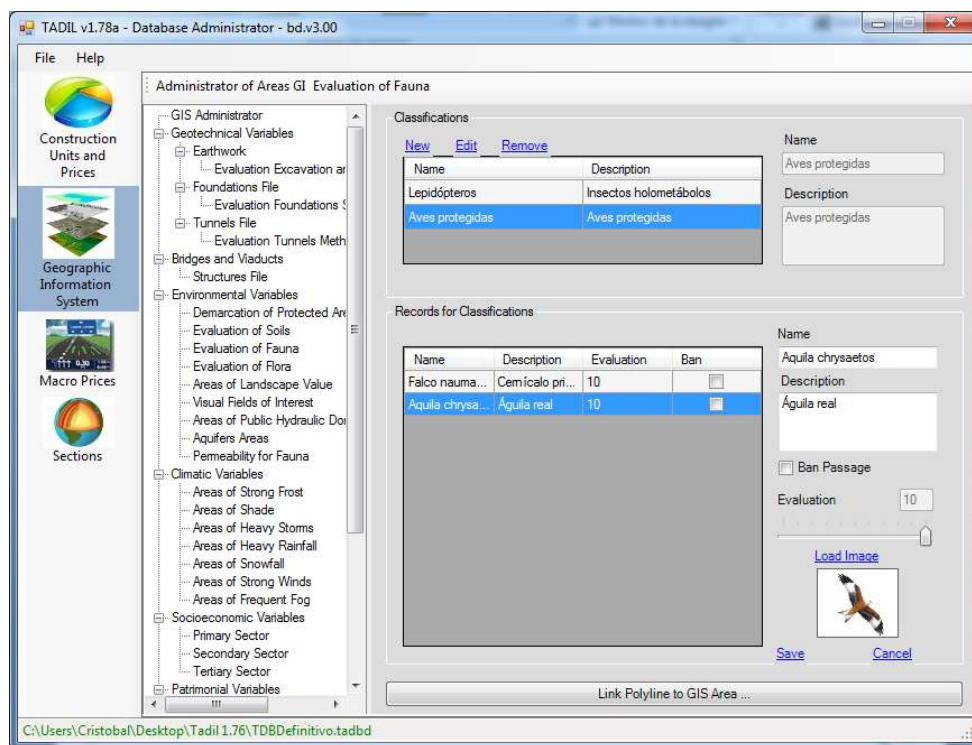 TADIL v1.78a - Database Administrator - bd.v3.00
File Help
Construction
Units and
Prices
Geographic
Information
System
Macro Prices
Sections
Administrator of Areas GI Evaluation of Fauna
GIS Administrator
Geotechnical Variables
Earthwork
Evaluation Excavation ar
Foundations File
Evaluation Foundations S
Tunnels File
Evaluation Tunnels Meth
Bridges and Viaducts
Structures File
Environmental Variables
Demarcation of Protected Are
Evaluation of Soils
Evaluation of Fauna
Evaluation of Flora
Areas of Landscape Value
Visual Fields of Interest
Areas of Public Hydraulic Dor
Aquifers Areas
Permeability for Fauna
Climatic Variables
Areas of Strong Frost
Areas of Shade
Areas of Heavy Storms
Areas of Heavy Rainfall
Areas of Snowfall
Areas of Strong Winds
Areas of Frequent Fog
Socioeconomic Variables
Primary Sector
Secondary Sector
Tertiary Sector
Patrimonial Variables
Classifications
New Edit Remove
Name Description
Lepidópteros Insectos holometábolos
Aves protegidas Aves protegidas
Name
Aves protegidas
Description
Aves protegidas
Records for Classifications
Name Description Evaluation Ban
Falco nauma... Cernícalo pri... 10
Aquila chrysa... Águila real 10
Name
Aquila chrysaetos
Description
Águila real
Ban Passage
Evaluation 10
Load Image
Save Cancel
Link Polyline to GIS Area ...
C:\Users\Cristobal\Desktop\Tadil 1.76\TDBDefinitivo.tadbd